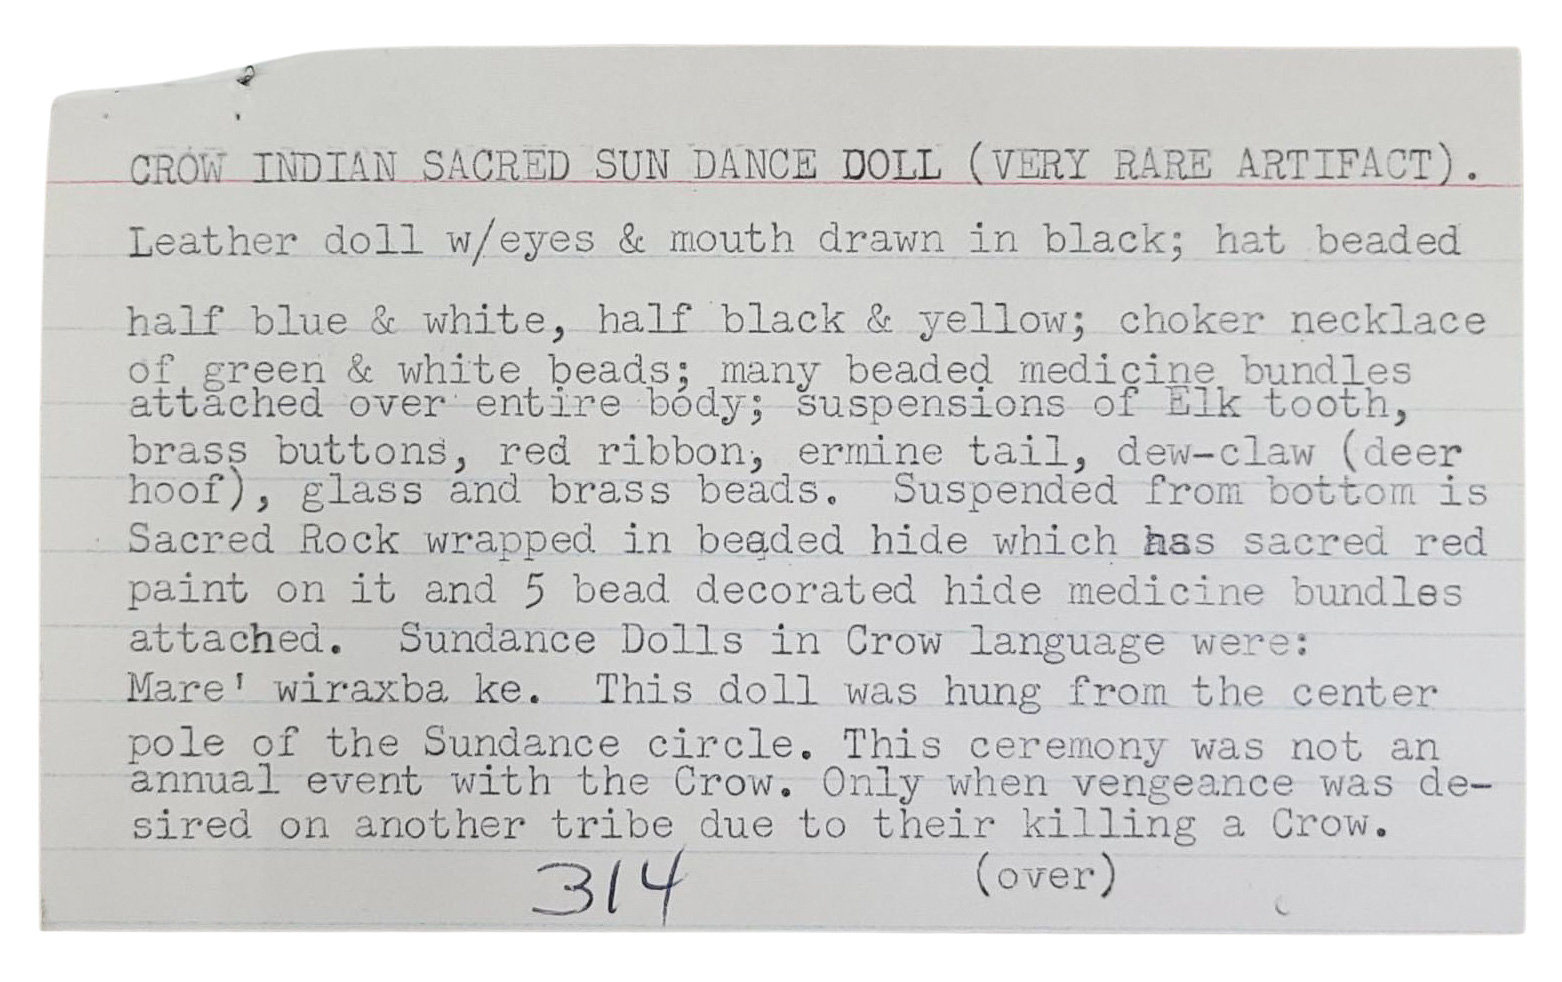 CROW INDIAN SACRED SUN DANCE DOLL (VERY RARE ARTIFACT).
Leather doll w/eyes & mouth drawn in black; hat beaded
half blue & white, half black & yellow; choker necklace
of green & white beads; many beaded medicine bundles
attached over entire body; suspensions of Elk tooth,
brass buttons, red ribbon, ermine tail, dew-claw (deer
hoof), glass and brass beads. Suspended from bottom is
Sacred Rock wrapped in beaded hide which has sacred red
paint on it and 5 bead decorated hide medicine bundles
attached. Sundance Dolls in Crow language were:
Mare' wiraxba ke. This doll was hung from the center
pole of the Sundance circle. This ceremony was not an
annual event with the Crow. Only when vengeance was de-
sired on another tribe due to their killing a Crow.
314 (over)